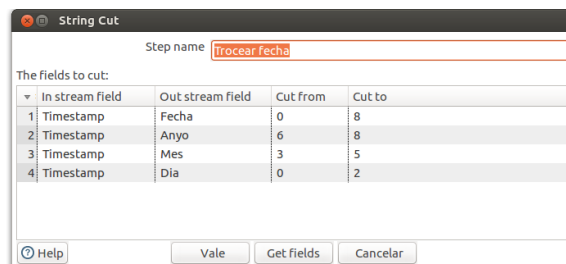 String Cut
Step name Trocear fecha
The fields to cut:
In stream field Out stream field Cut from Cut to
1 Timestamp Fecha 0 8
2 Timestamp Anyo 6 8
3 Timestamp Mes 3 5
4 Timestamp Dia 0 2
Help Vale Get fields Cancelar